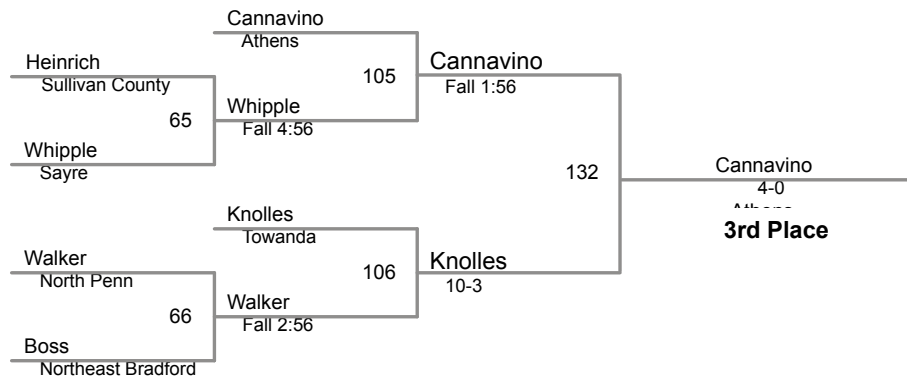 Cannavino
Athens
Heinrich
Sullivan County
105
Cannavino
Fall 1:56
Whipple
Fall 4:56
65
Whipple
Sayre
132
Cannavino
4-0
3rd Place
Knolles
Towanda
Walker
North Penn
106
Knolles
10-3
66
Walker
Fall 2:56
Boss
Northeast Bradford